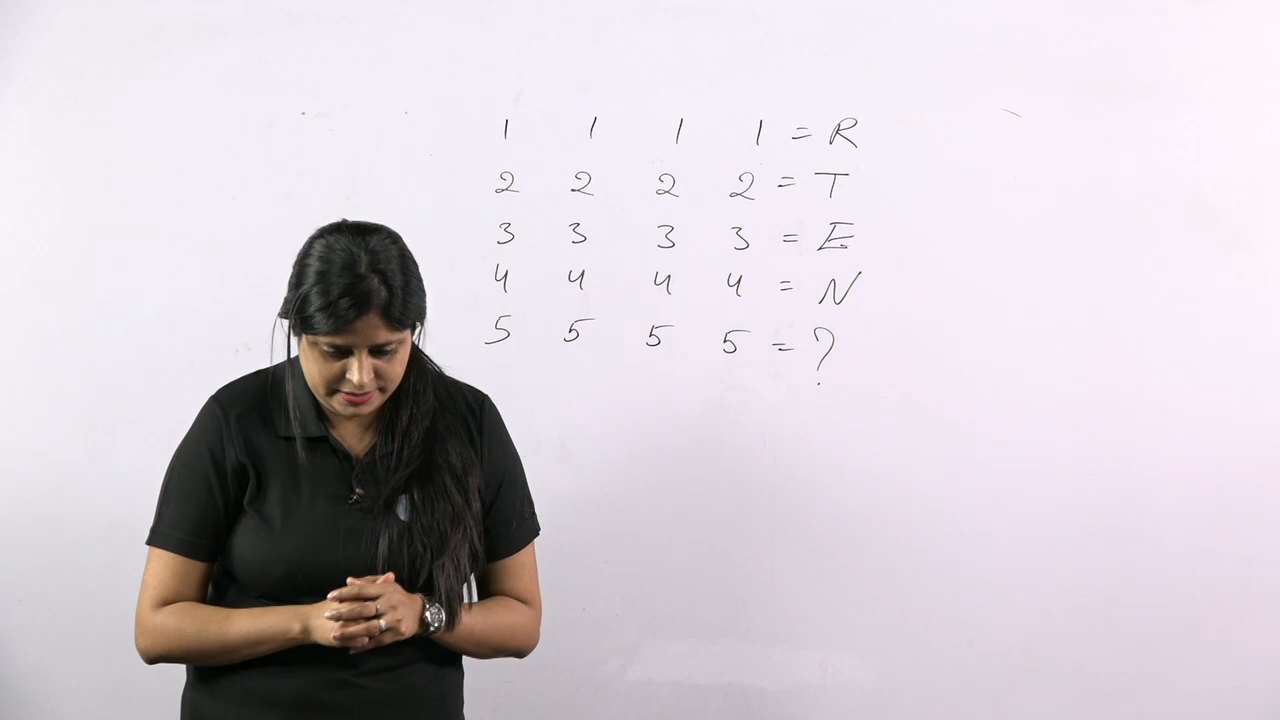 1 1 1 1 = R
2 2 2 2 = T
3 3 3 3 = E
4 4 4 4 = N
5 5 5 5 = ?